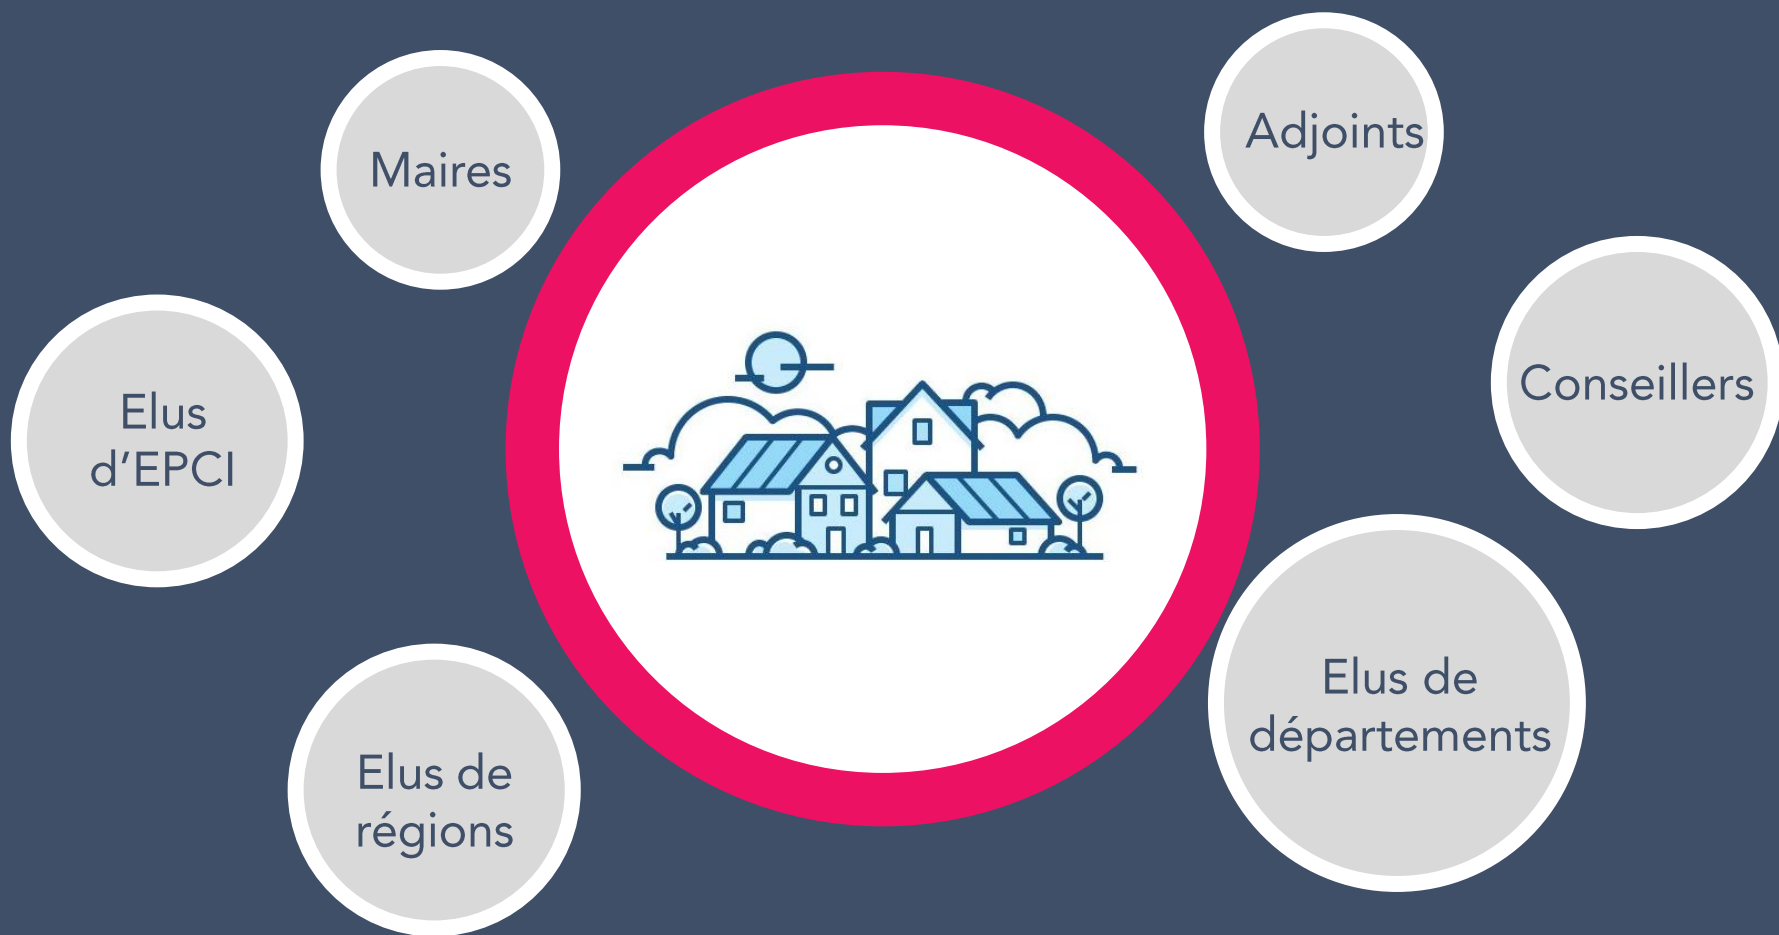 Maires
Adjoints
Elus
d’EPCI
Conseillers
Elus de
régions
Elus de
départements